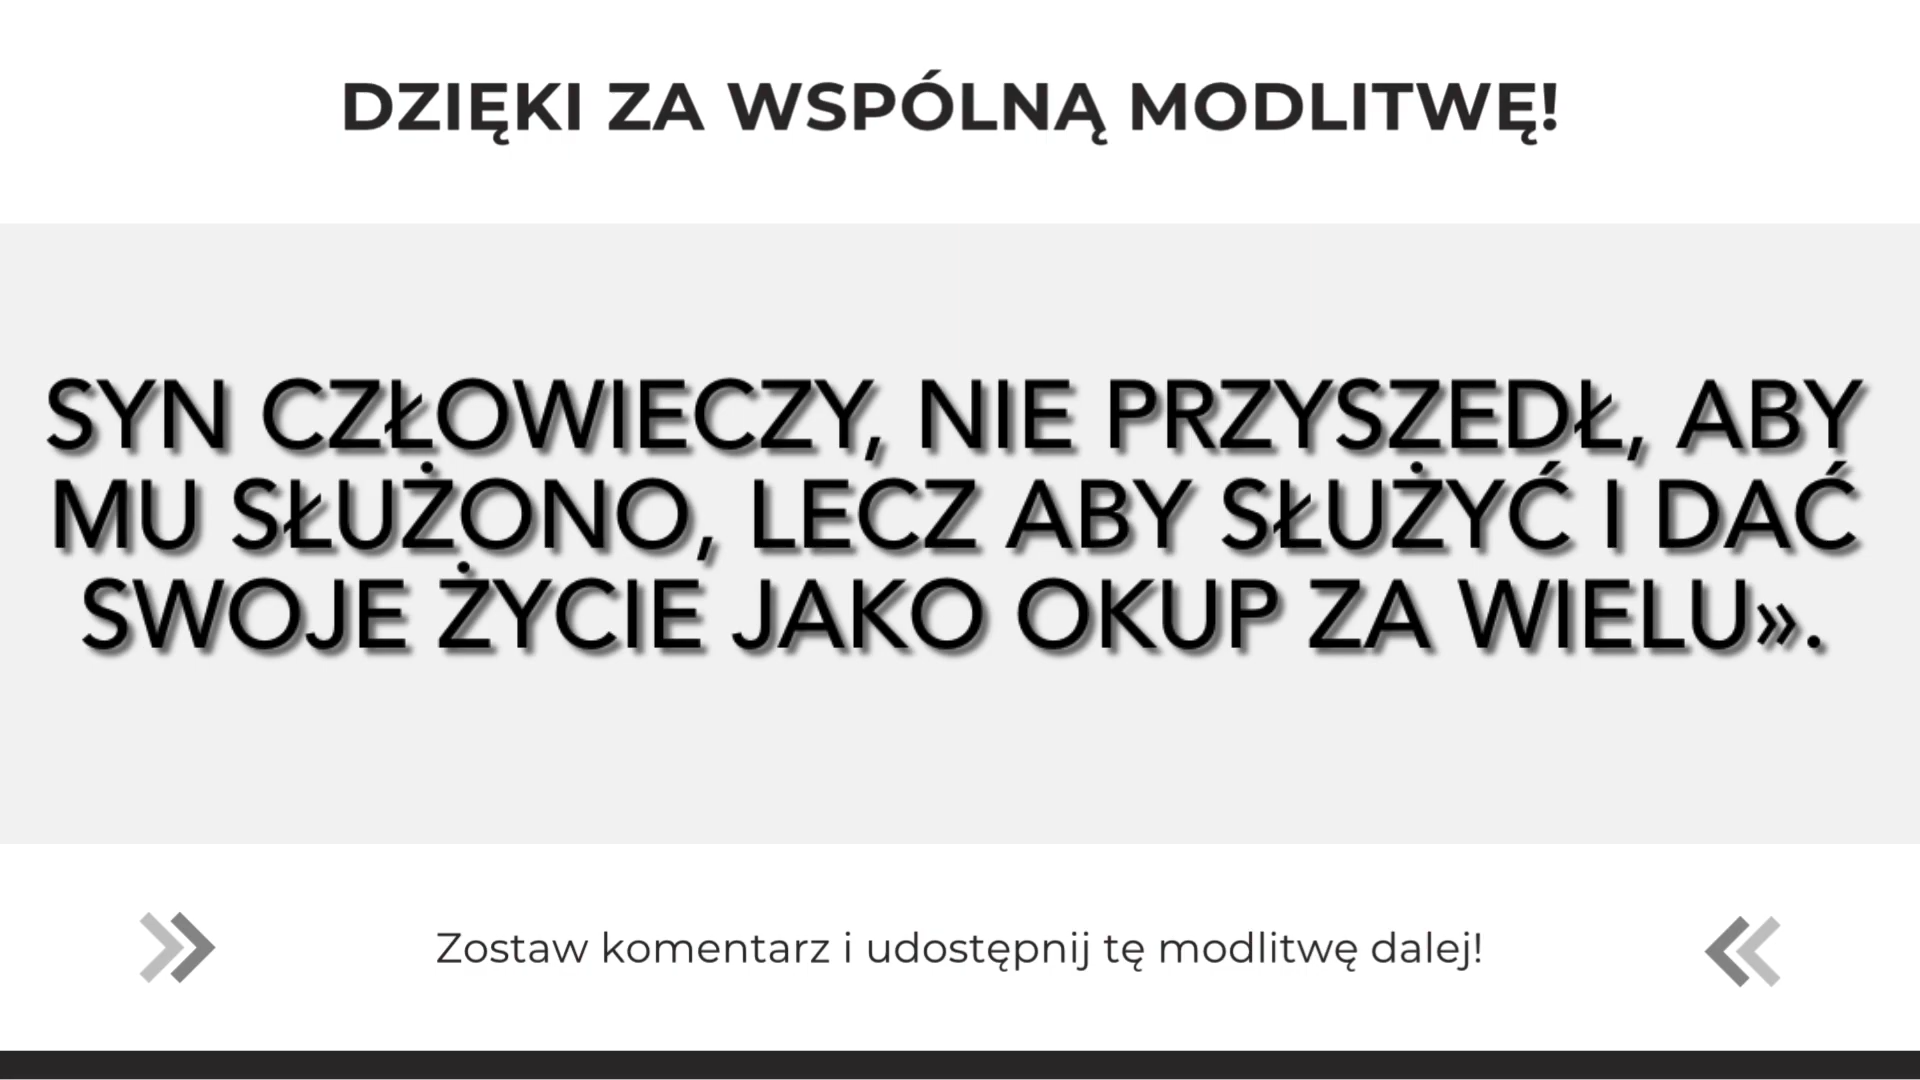 DZIĘKI ZA WSPÓLNĄ MODLITWĘ!
SYN CZŁOWIECZY, NIE PRZYSZEDŁ, ABY
MU SŁUŻONO, LECZ ABY SŁUŻYĆ I DAĆ
SWOJE ŻYCIE JAKO OKUP ZA WIELU».
Zostaw komentarz i udostępnij tę modlitwę dalej!